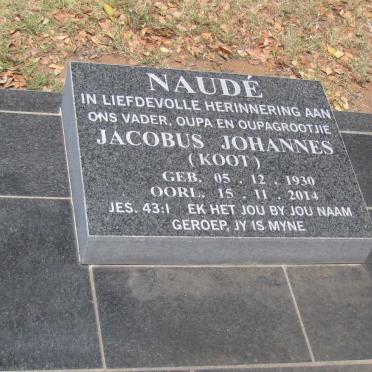 NAUDÉ
IN LIEFDEVOLLE HERINNERING AAN
ONS VADER, OUPA EN OUPAGROOTJIE
JACOBUS JOHANNES
(KOOT)
GEB. 05 . 12 . 1930
OORL. 15 . 11 . 2014
JES. 43:1 EK HET JOU BY JOU NAAM
GEROEP, JY IS MYNE